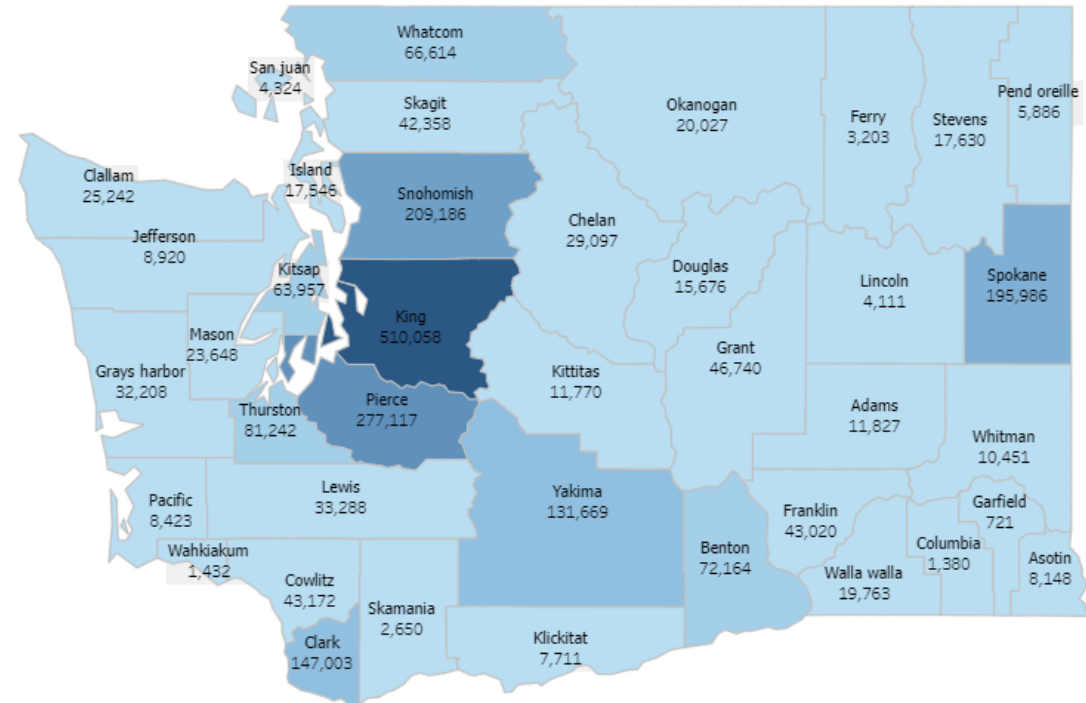 Whatcom
66,614
San juan
4,324
Skagit
42,358
Okanogan
20,027
Ferry
3,203
Stevens
17,630
Pend oreille
5,886
Clallam
25,242
Island
17,546
Snohomish
209,186
Chelan
29,097
Jefferson
8,920
Kitsap
63,957
Douglas
15,676
Lincoln
4,111
Spokane
195,986
King
510,058
Mason
23,648
Grays harbor
32,208
Kittitas
11,770
Grant
46,740
Thurston
81,242
Pierce
277,117
Adams
11,827
Whitman
10,451
Pacific
8,423
Lewis
33,288
Yakima
131,669
Franklin
43,020
Garfield
721
Wahkiakum
1,432
Benton
72,164
Columbia
1,380
Asotin
8,148
Cowlitz
43,172
Skamania
2,650
Walla walla
19,763
Clark
147,003
Klickitat
7,711